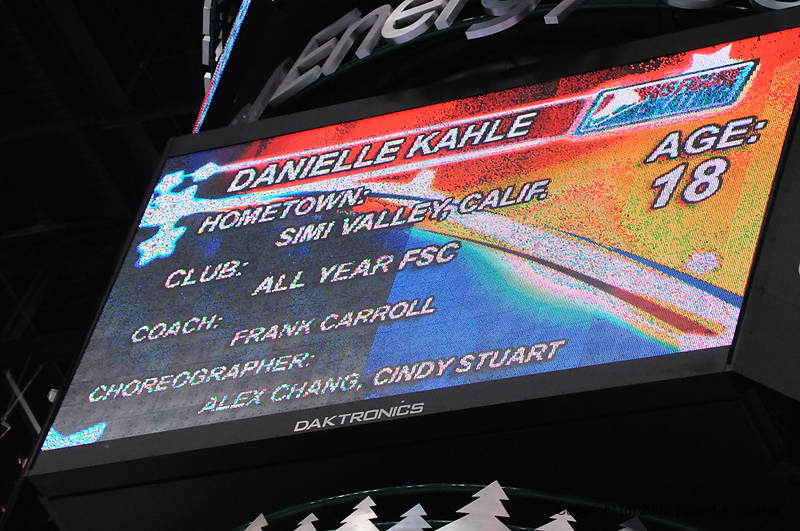 Energy
DANIELLE KAHLE
AGE:
18
HOMETOWN:
SIMI VALLEY, CALIF.
CLUB:
ALL YEAR FSC
COACH:
FRANK CARROLL
CHOREOGRAPHER:
ALEX CHANG, CINDY STUART
DAKTRONICS